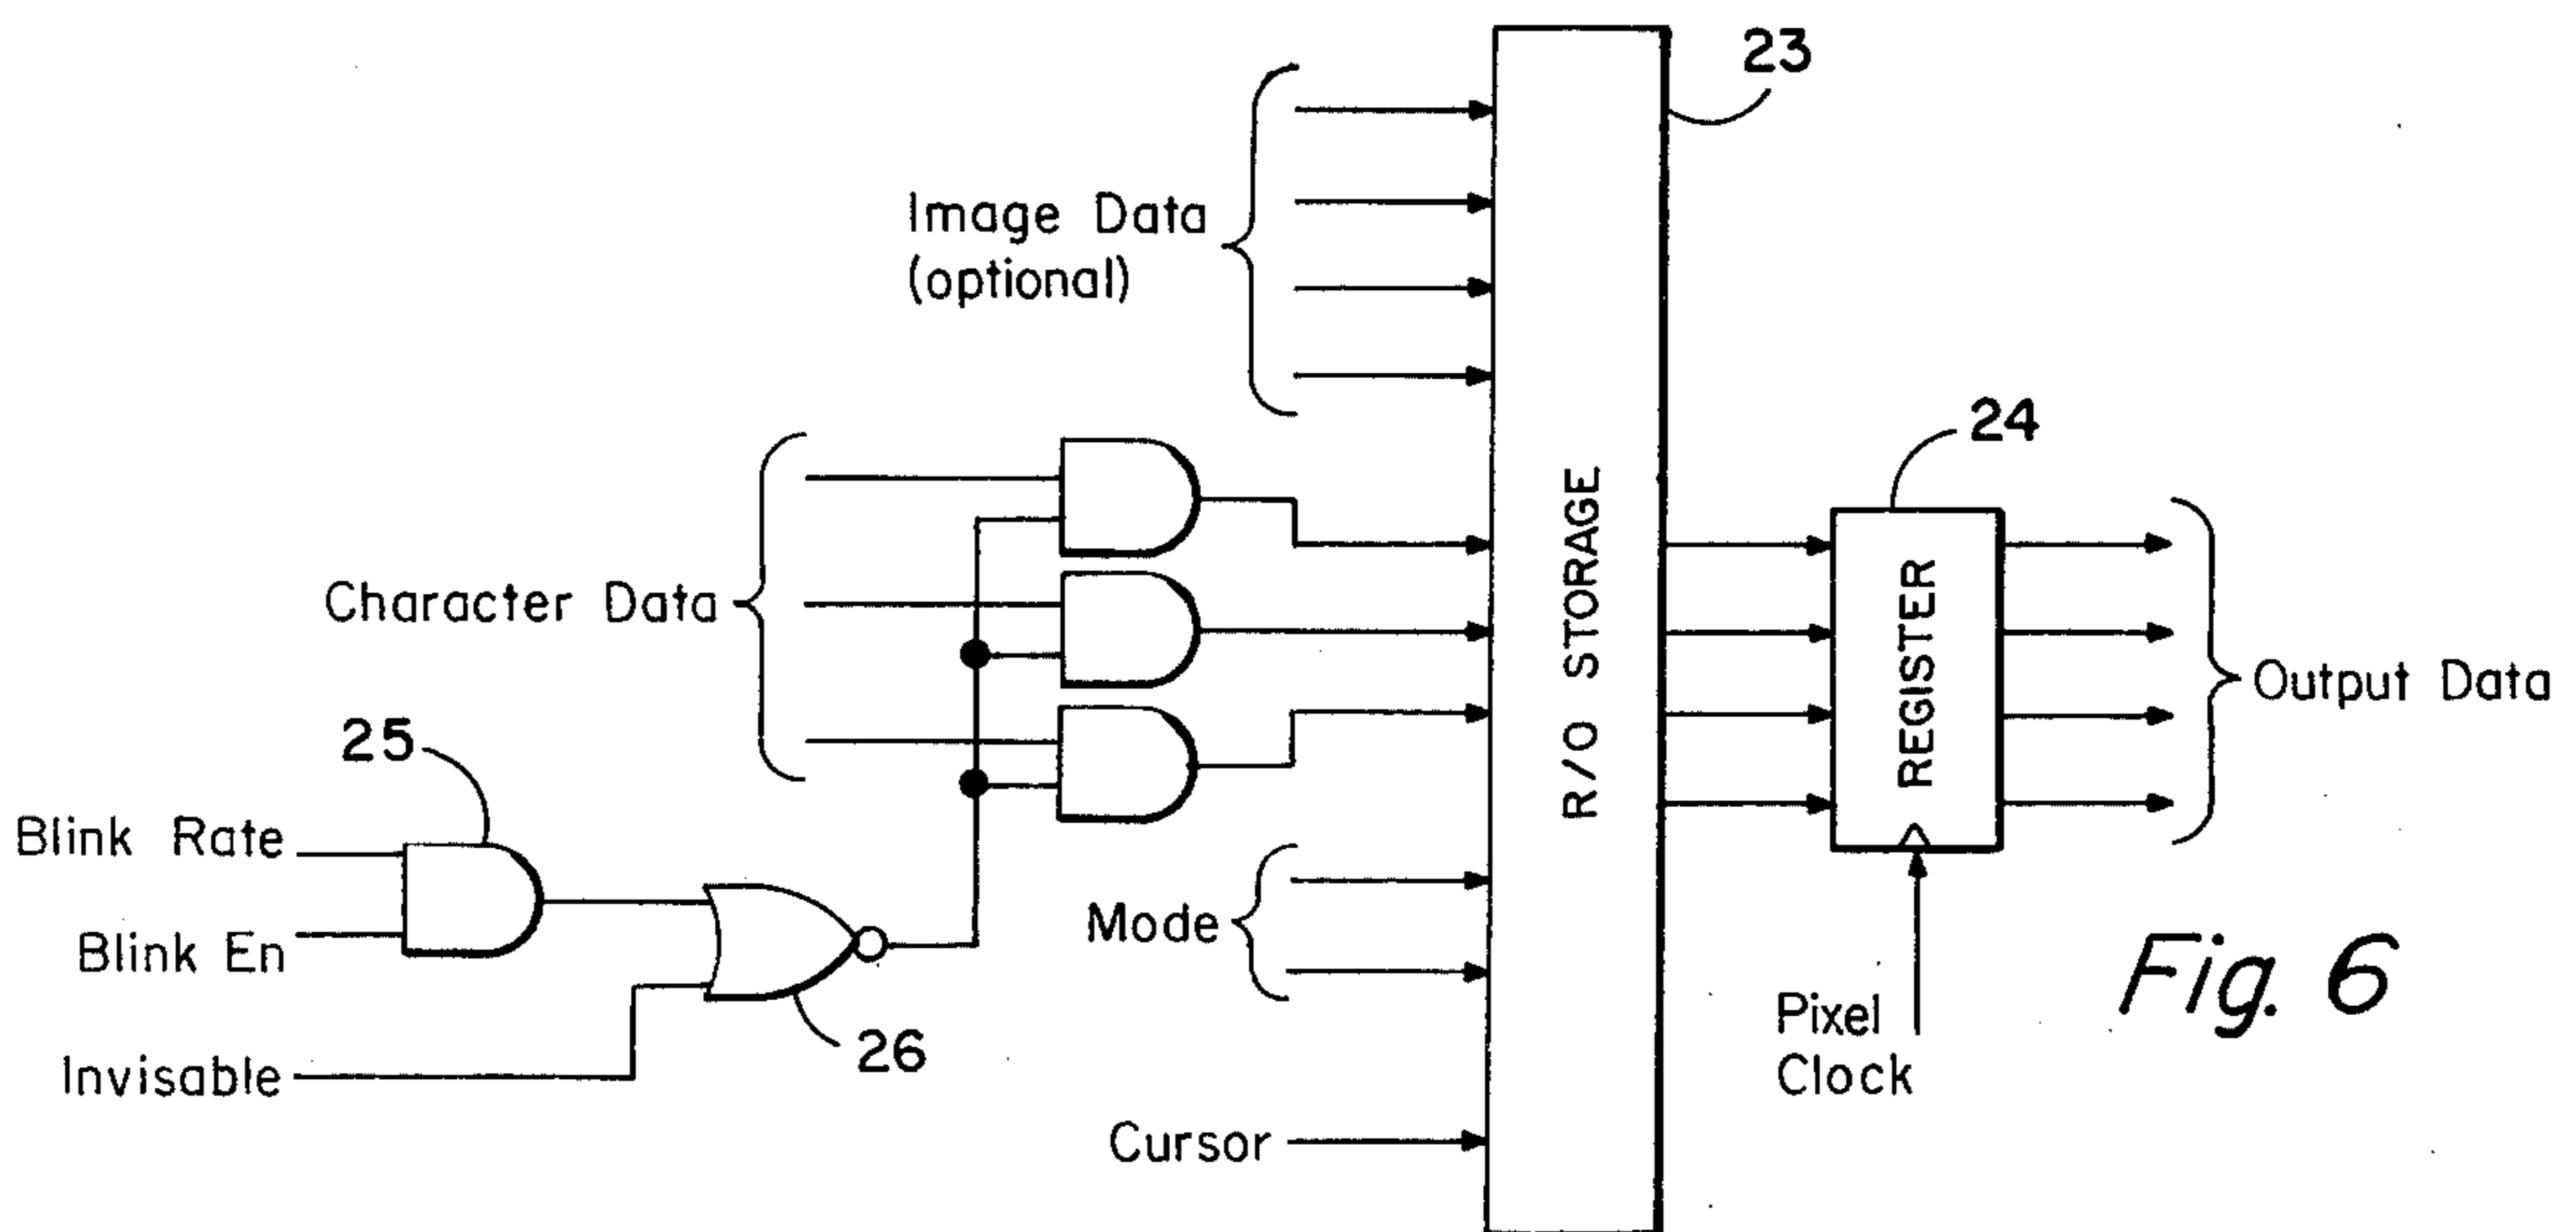 23
Image Data
(optional)
24
R/O STORAGE
REGISTER
Character Data
Output Data
25
Blink Rate
Blink En
Mode
26
Invisable
Pixel
Clock
Cursor
Fig. 6